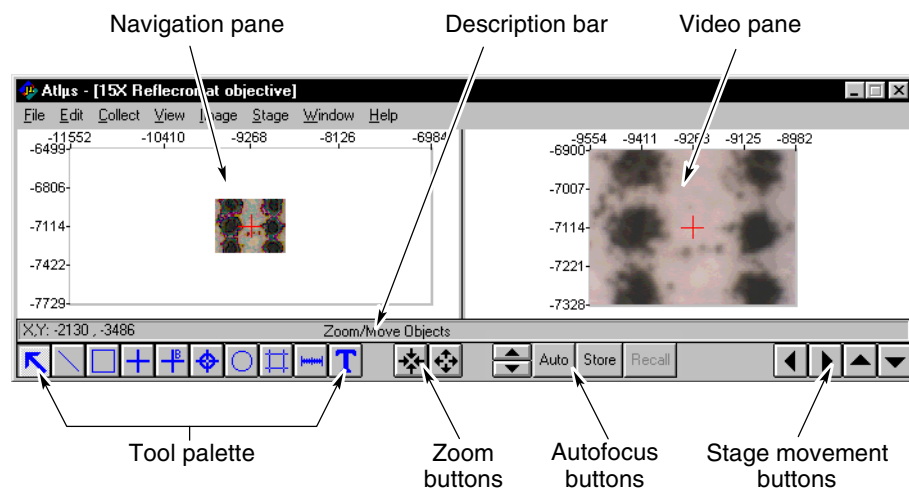 Navigation pane Description bar Video pane
Atlµs - [15X Reflecromat objective]
File Edit Collect View Image Stage Window Help
-11552 -10410 -9268 -8126 -6984
-6499
-6806
-7114
-7422
-7729
-9554 -9411 -9263 -9125 -8982
-6900
-7007
-7114
-7221
-7328
X,Y: -2130 , -3486 Zoom/Move Objects
B T Auto Store Recall
Tool palette
Zoom buttons
Autofocus buttons
Stage movement buttons